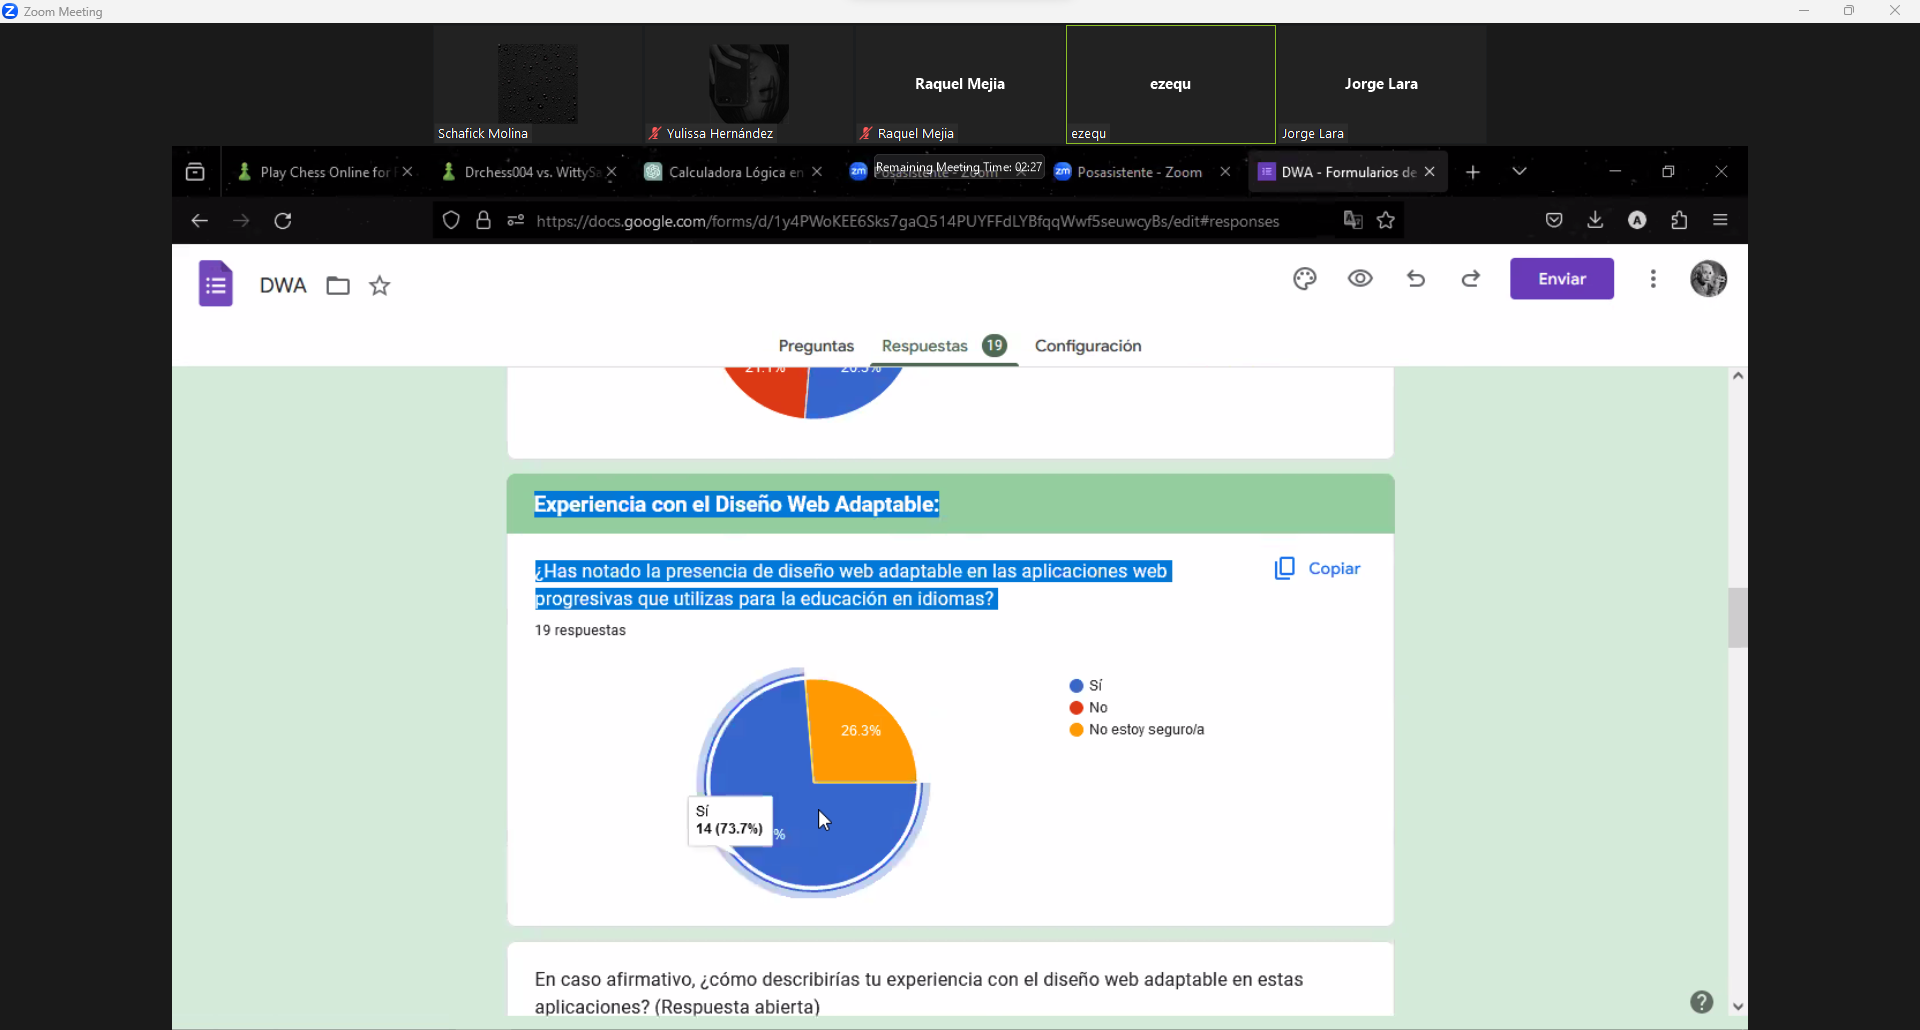 Zoom Meeting
Raquel Mejia
ezequ
Jorge Lara
Schafick Molina
Yulissa Hernández
Raquel Mejia
ezequ
Jorge Lara
Play Chess Online for
Drchess004 vs. WittySa
Calculadora Lógica en
Remaining Meeting Time: 02:27
Posasistente - Zoom
Posasistente - Zoom
DWA - Formularios de
https://docs.google.com/forms/d/1y4PWoKEE6Sks7gaQ514PUYFFdLYBfqqWwf5seuwcyBs/edit#responses
DWA
Enviar
Preguntas
Respuestas 19
Configuración
21.1%
26.3%
Experiencia con el Diseño Web Adaptable:
¿Has notado la presencia de diseño web adaptable en las aplicaciones web
progresivas que utilizas para la educación en idiomas?
Copiar
19 respuestas
Sí
No
No estoy seguro/a
26.3%
Sí
14 (73.7%)
%
En caso afirmativo, ¿cómo describirías tu experiencia con el diseño web adaptable en estas
aplicaciones? (Respuesta abierta)